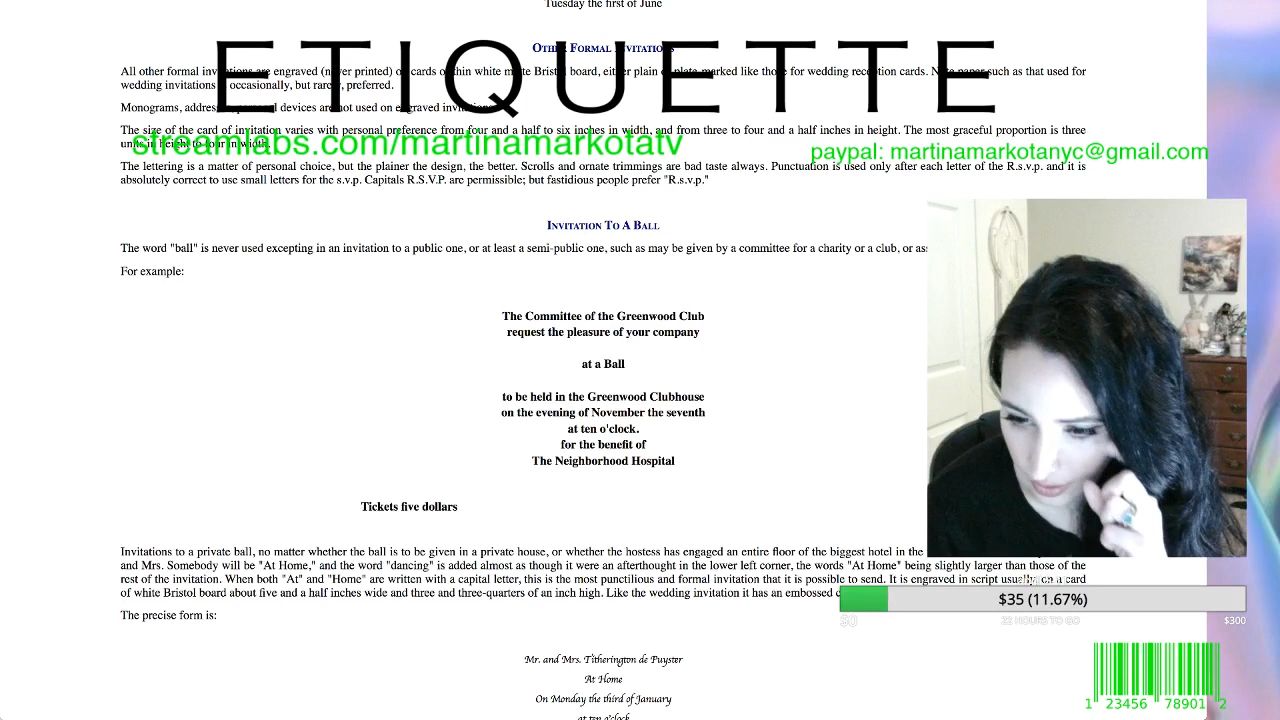 Tuesday the first of June
ETIQUETTE
Other Formal Invitations
All other formal invitations are engraved (never printed) on cards of thin white matte Bristol board, either plain or plate-marked like those for wedding reception cards. Note paper such as that used for
wedding invitations is occasionally, but rarely, preferred.
Monograms, addresses, personal devices are not used on engraved invitations.
The size of the card of invitation varies with personal preference from four and a half to six inches in width, and from three to four and a half inches in height. The most graceful proportion is three
units in height to four in width.
streamlabs.com/martinamarkotatv
paypal: martinamarkotanyc@gmail.com
The lettering is a matter of personal choice, but the plainer the design, the better. Scrolls and ornate trimmings are bad taste always. Punctuation is used only after each letter of the R.s.v.p. and it is
absolutely correct to use small letters for the s.v.p. Capitals R.S.V.P. are permissible; but fastidious people prefer "R.s.v.p."
Invitation To A Ball
The word "ball" is never used excepting in an invitation to a public one, or at least a semi-public one, such as may be given by a committee for a charity or a club, or
For example:
The Committee of the Greenwood Club
request the pleasure of your company
at a Ball
to be held in the Greenwood Clubhouse
on the evening of November the seventh
at ten o'clock.
for the benefit of
The Neighborhood Hospital
Tickets five dollars
Invitations to a private ball, no matter whether the ball is to be given in a private house, or whether the hostess has engaged an entire floor of the biggest hotel in the
and Mrs. Somebody will be "At Home," and the word "dancing" is added almost as though it were an afterthought in the lower left corner, the words "At Home" being slightly larger than those of the
rest of the invitation. When both "At" and "Home" are written with a capital letter, this is the most punctilious and formal invitation that it is possible to send. It is engraved in script usually, on a card
of white Bristol board about five and a half inches wide and three and three-quarters of an inch high. Like the wedding invitation it has an embossed
$35 (11.67%)
$0
22 HOURS TO GO
$300
The precise form is:
Mr. and Mrs. Titherington de Puyster
At Home
On Monday the third of January
at ten o'clock
1 23456 78901 2